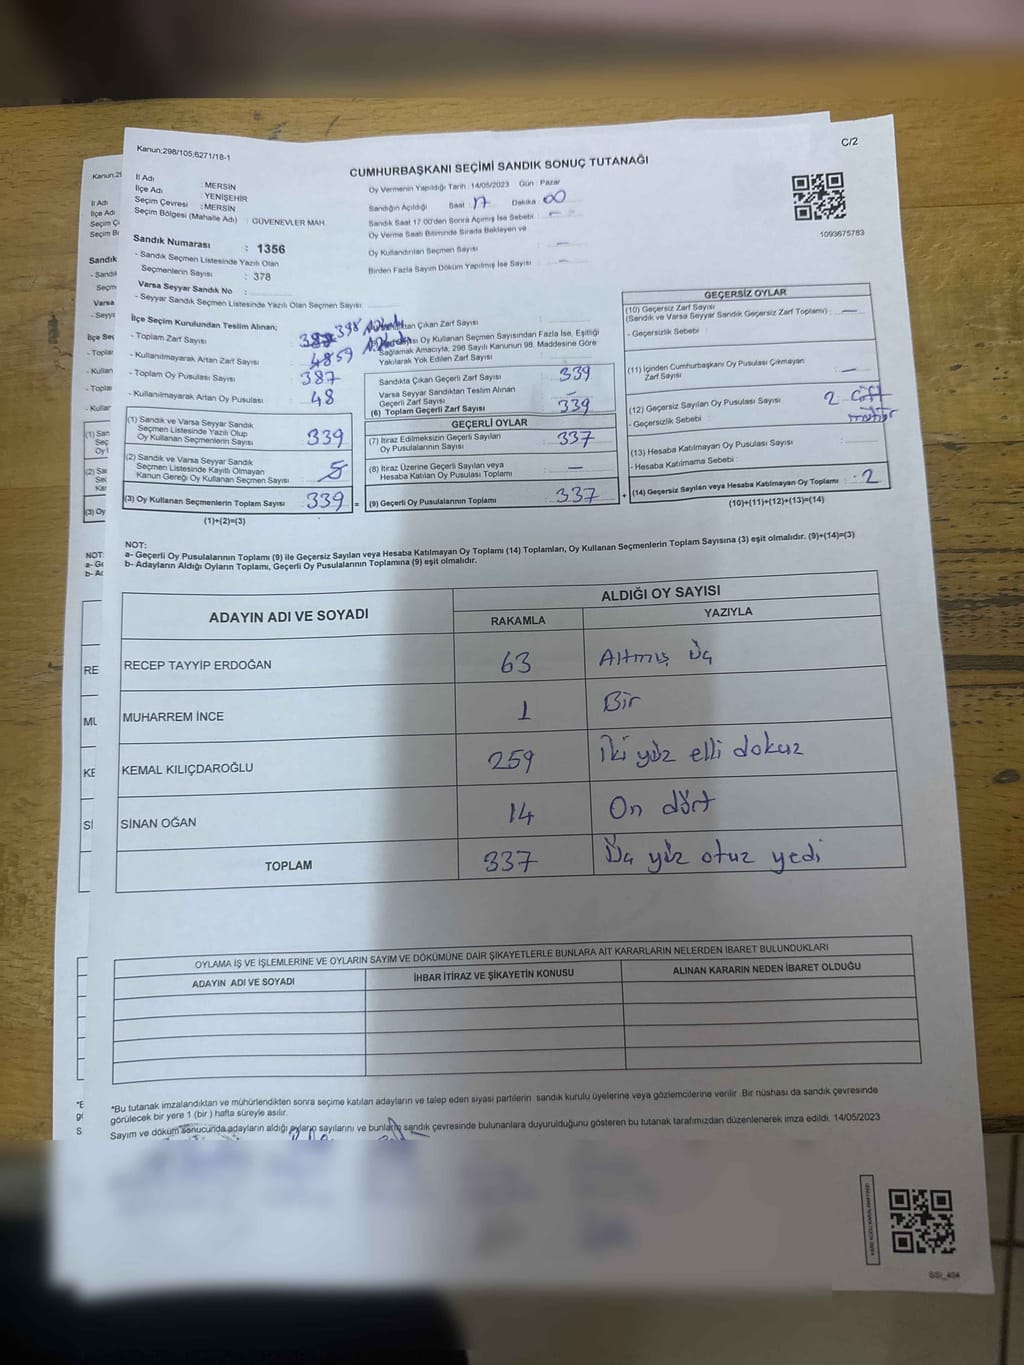 Kanun;298/105;6271/18-1
C/2
CUMHURBAŞKANI SEÇİMİ SANDIK SONUÇ TUTANAĞI
İl Adı : MERSİN
İlçe Adı : YENİŞEHİR
Seçim Çevresi : MERSİN
Seçim Bölgesi (Mahalle Adı) : GÜVENEVLER MAH.
Sandık Numarası : 1356
- Sandık Seçmen Listesinde Yazılı Olan
Seçmenlerin Sayısı : 378
Varsa Seyyar Sandık No :
- Seyyar Sandık Seçmen Listesinde Yazılı Olan Seçmen Sayısı
Oy Vermenin Yapıldığı Tarih : 14/05/2023 Gün : Pazar
Sandığın Açıldığı Saat 17 Dakika 00
Sandık Saat 17.00'den Sonra Açımış İse Sebebi : —
Oy Verme Saati Bitiminde Sırada Bekleyen ve
Oy Kullandırılan Seçmen Sayısı : —
Birden Fazla Sayım Döküm Yapılmış İse Sayısı : —
1093675783
İlçe Seçim Kurulundan Teslim Alınan;
- Toplam Zarf Sayısı 398
- Kullanılmayarak Artan Zarf Sayısı 59
- Toplam Oy Pusulası Sayısı 387
- Kullanılmayarak Artan Oy Pusulası 48
(1) Sandık ve Varsa Seyyar Sandık
Seçmen Listesinde Yazılı Olup
Oy Kullanan Seçmenlerin Sayısı 339
(2) Sandık ve Varsa Seyyar Sandık
Seçmen Listesinde Kayıtlı Olmayan
Kanun Gereği Oy Kullanan Seçmen Sayısı
(3) Oy Kullanan Seçmenlerin Toplam Sayısı 339 =
(1)+(2)=(3)
Çıkan Zarf Sayısı
Oy Kullanan Seçmen Sayısından Fazla İse, Eşitliği
Sağlamak Amacıyla, 298 Sayılı Kanunun 98. Maddesine Göre
Yakılarak Yok Edilen Zarf Sayısı
Sandıkta Çıkan Geçerli Zarf Sayısı : 339
Varsa Seyyar Sandıktan Teslim Alınan
Geçerli Zarf Sayısı : —
(6) Toplam Geçerli Zarf Sayısı : 339
GEÇERLİ OYLAR
(7) İtiraz Edilmeksizin Geçerli Sayılan
Oy Pusulalarının Sayısı : 337
(8) İtiraz Üzerine Geçerli Sayılan veya
Hesaba Katılan Oy Pusulası Toplamı : —
(9) Geçerli Oy Pusulalarının Toplamı : 337 +
GEÇERSİZ OYLAR
(10) Geçersiz Zarf Sayısı
(Sandık ve Varsa Seyyar Sandık Geçersiz Zarf Toplamı) : —
- Geçersizlik Sebebi :
(11) İçinden Cumhurbaşkanı Oy Pusulası Çıkmayan
Zarf Sayısı : —
(12) Geçersiz Sayılan Oy Pusulası Sayısı : 2 çift
- Geçersizlik Sebebi : mühür
(13) Hesaba Katılmayan Oy Pusulası Sayısı :
- Hesaba Katılmama Sebebi :
(14) Geçersiz Sayılan veya Hesaba Katılmayan Oy Toplamı : 2
(10)+(11)+(12)+(13)=(14)
NOT:
a- Geçerli Oy Pusulalarının Toplamı (9) ile Geçersiz Sayılan veya Hesaba Katılmayan Oy Toplamı (14) Toplamları, Oy Kullanan Seçmenlerin Toplam Sayısına (3) eşit olmalıdır. (9)+(14)=(3)
b- Adayların Aldığı Oyların Toplamı, Geçerli Oy Pusulalarının Toplamına (9) eşit olmalıdır.
ADAYIN ADI VE SOYADI
ALDIĞI OY SAYISI
RAKAMLA YAZIYLA
RECEP TAYYİP ERDOĞAN 63 Altmış Üç
MUHARREM İNCE 1 Bir
KEMAL KILIÇDAROĞLU 259 İki yüz elli dokuz
SİNAN OĞAN 14 On dört
TOPLAM 337 Üç yüz otuz yedi
OYLAMA İŞ VE İŞLEMLERİNE VE OYLARIN SAYIM VE DÖKÜMÜNE DAİR ŞİKAYETLERLE BUNLARA AİT KARARLARIN NELERDEN İBARET BULUNDUKLARI
ADAYIN ADI VE SOYADI İHBAR İTİRAZ VE ŞİKAYETİN KONUSU ALINAN KARARIN NEDEN İBARET OLDUĞU
*Bu tutanak imzalandıktan ve mühürlendikten sonra seçime katılan adayların ve talep eden siyasi partilerin sandık kurulu üyelerine veya gözlemcilerine verilir .Bir nüshası da sandık çevresinde
görülecek bir yere 1 (bir ) hafta süreyle asılır.
Sayım ve döküm sonucunda adayların aldığı oyların sayılarını ve bunların sandık çevresinde bulunanlara duyurulduğunu gösteren bu tutanak tarafımızdan düzenlenerek imza edildi. 14/05/2023